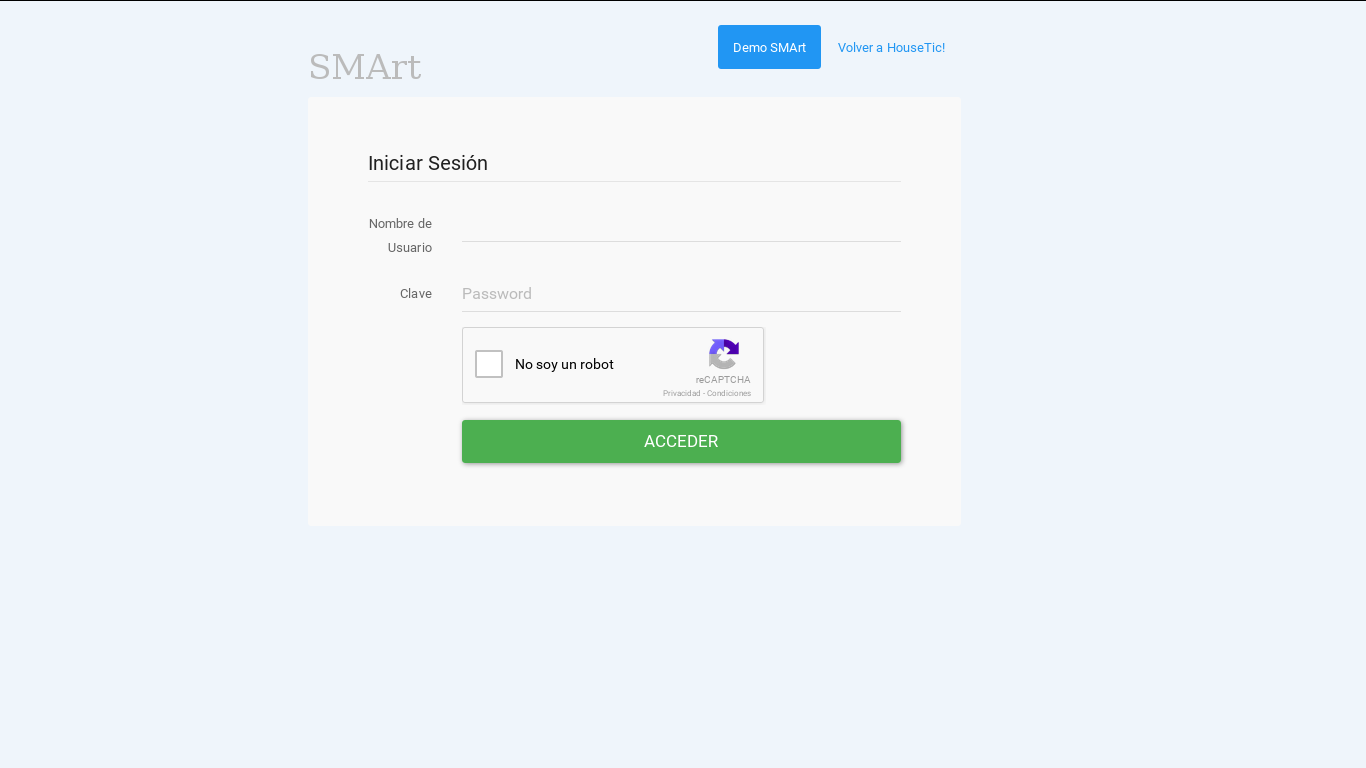 SMArt
Demo SMArt
Volver a HouseTic!
Iniciar Sesión
Nombre de
Usuario
Clave
Password
No soy un robot
reCAPTCHA
Privacidad - Condiciones
ACCEDER